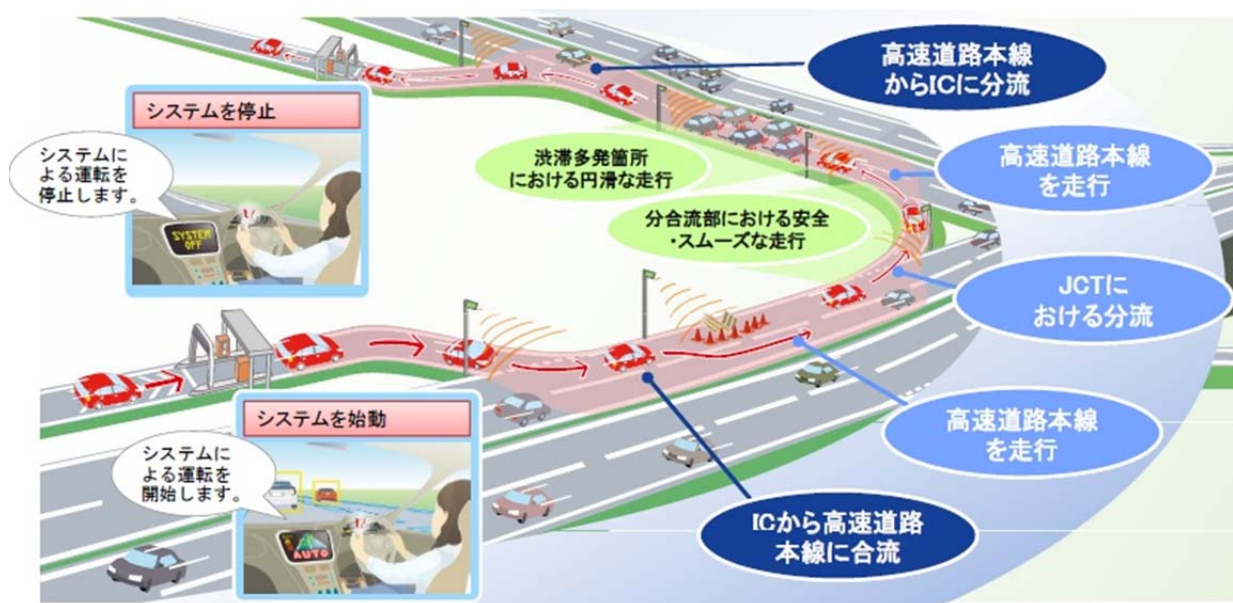 高速道路本線
からICに分流
システムを停止
システムに
よる運転を
停止します。
SYSTEM
OFF
渋滞多発箇所
における円滑な走行
高速道路本線
を走行
分合流部における安全
・スムーズな走行
JCTに
おける分流
高速道路本線
を走行
システムを始動
システムに
よる運転を
開始します。
AUTO
ICから高速道路
本線に合流